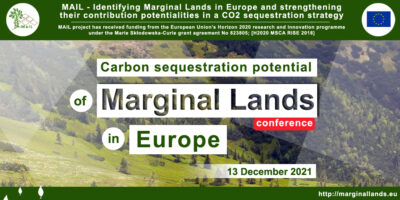 MAIL - Identifying Marginal Lands in Europe and strengthening
their contribution potentialities in a CO2 sequestration strategy
MAIL project has received funding from the European Union's Horizon 2020 research and innovation programme
under the Marie Skłodowska-Curie grant agreement No 823805; [H2020 MSCA RISE 2018]
Carbon sequestration potential
of Marginal Lands
conference
in Europe
13 December 2021
http://marginallands.eu